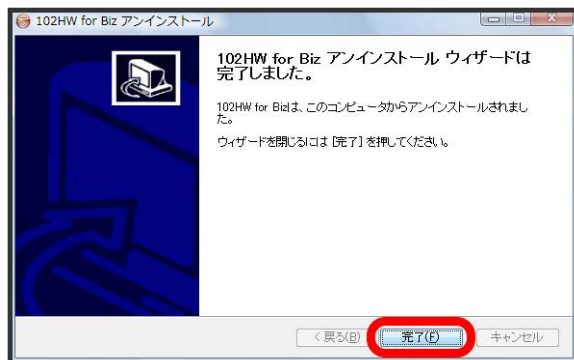 102HW for Biz アンインストール
102HW for Biz アンインストール ウィザードは
完了しました。
102HW for Bizは、このコンピュータからアンインストールされまし
た。
ウィザードを閉じるには [完了] を押してください。
< 戻る(B)
完了(F)
キャンセル